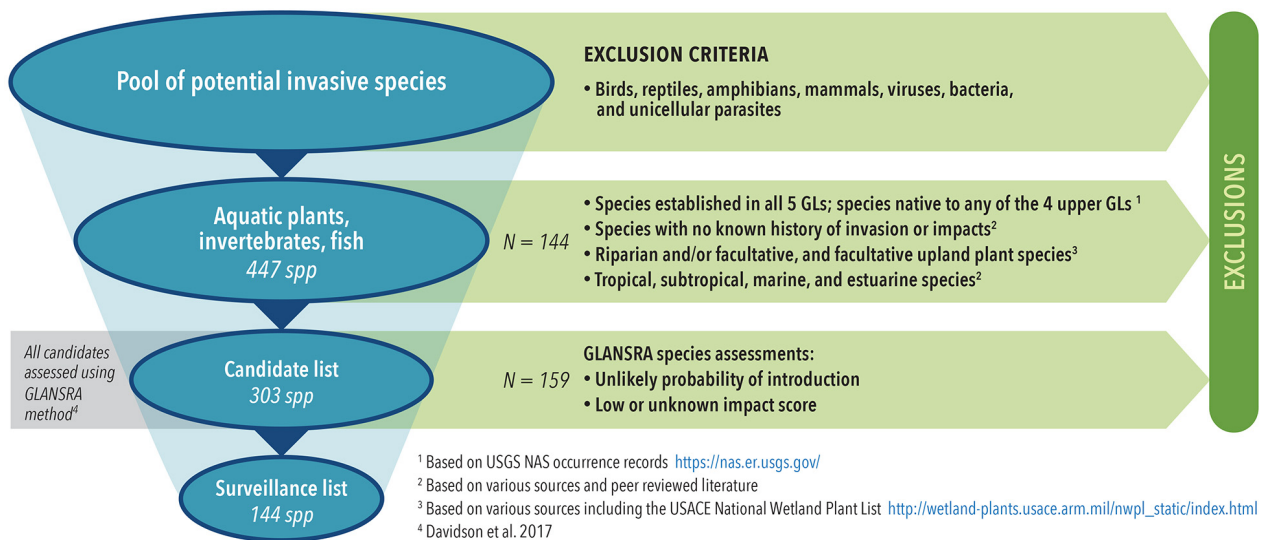 Pool of potential invasive species
EXCLUSION CRITERIA
• Birds, reptiles, amphibians, mammals, viruses, bacteria,
and unicellular parasites
Aquatic plants,
invertebrates, fish
447 spp
N = 144
• Species established in all 5 GLs; species native to any of the 4 upper GLs ¹
• Species with no known history of invasion or impacts²
• Riparian and/or facultative, and facultative upland plant species³
• Tropical, subtropical, marine, and estuarine species²
All candidates
assessed using
GLANSRA
method⁴
Candidate list
303 spp
N = 159
GLANSRA species assessments:
• Unlikely probability of introduction
• Low or unknown impact score
Surveillance list
144 spp
EXCLUSIONS
¹ Based on USGS NAS occurrence records https://nas.er.usgs.gov/
² Based on various sources and peer reviewed literature
³ Based on various sources including the USACE National Wetland Plant List http://wetland-plants.usace.arm.mil/nwpl_static/index.html
⁴ Davidson et al. 2017